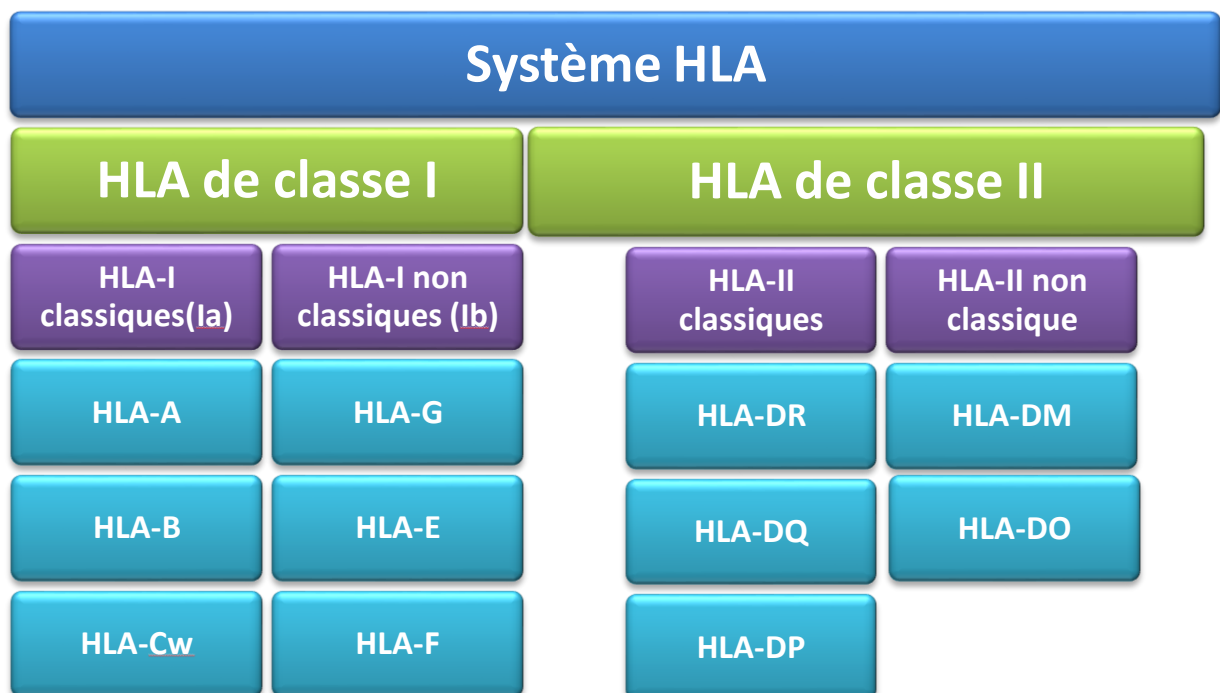 Système HLA
HLA de classe I
HLA de classe II
HLA-I
classiques(Ia)
HLA-I non
classiques (Ib)
HLA-II
classiques
HLA-II non
classique
HLA-A
HLA-G
HLA-DR
HLA-DM
HLA-B
HLA-E
HLA-DQ
HLA-DO
HLA-Cw
HLA-F
HLA-DP